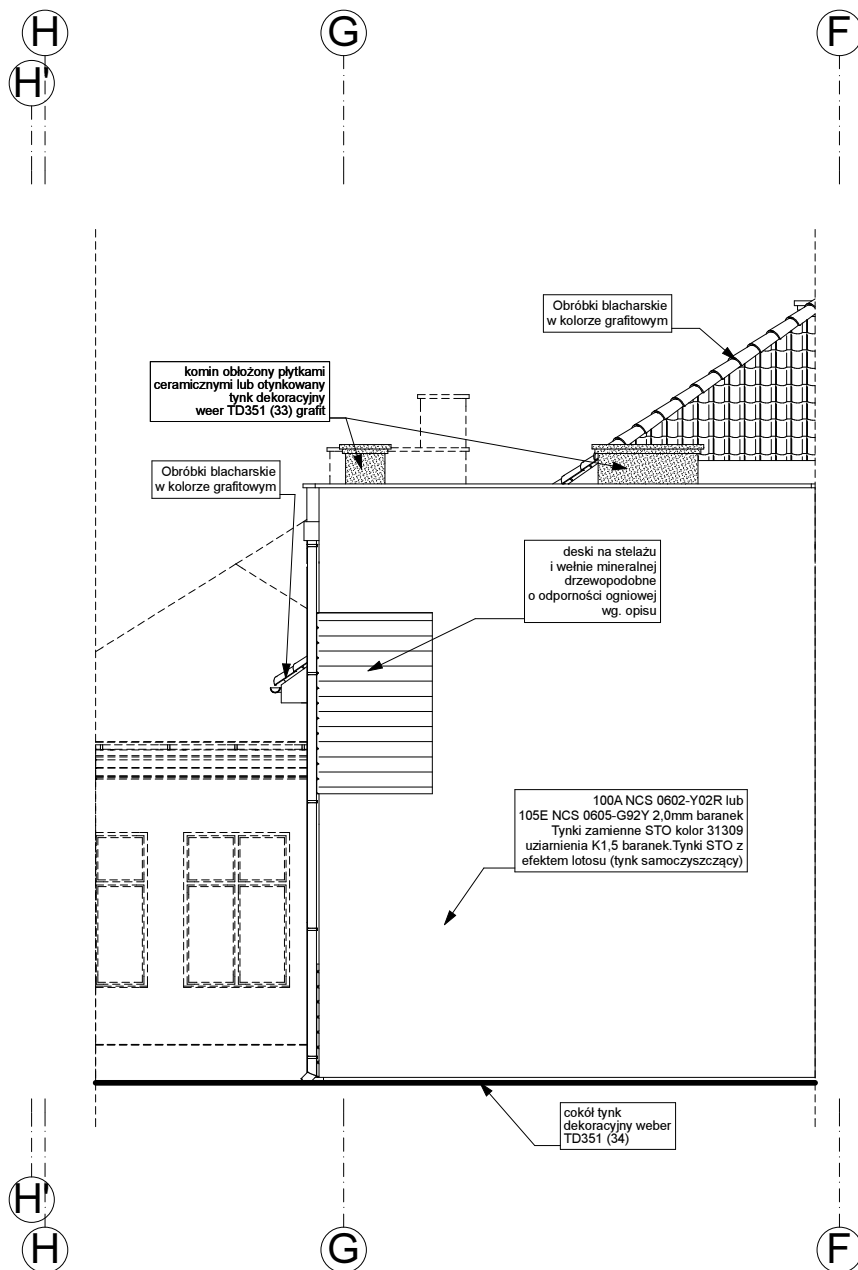 H
G
F
H'
Obróbki blacharskie
w kolorze grafitowym
komin obłożony płytkami
ceramicznymi lub otynkowany
tynk dekoracyjny
weer TD351 (33) grafit
Obróbki blacharskie
w kolorze grafitowym
deski na stelażu
i wełnie mineralnej
drzewopodobne
o odporności ogniowej
wg. opisu
100A NCS 0602-Y02R lub
105E NCS 0605-G92Y 2,0mm baranek
Tynki zamienne STO kolor 31309
uziarnienia K1,5 baranek.Tynki STO z
efektem lotosu (tynk samoczyszczący)
cokół tynk
dekoracyjny weber
TD351 (34)
H'
H
G
F